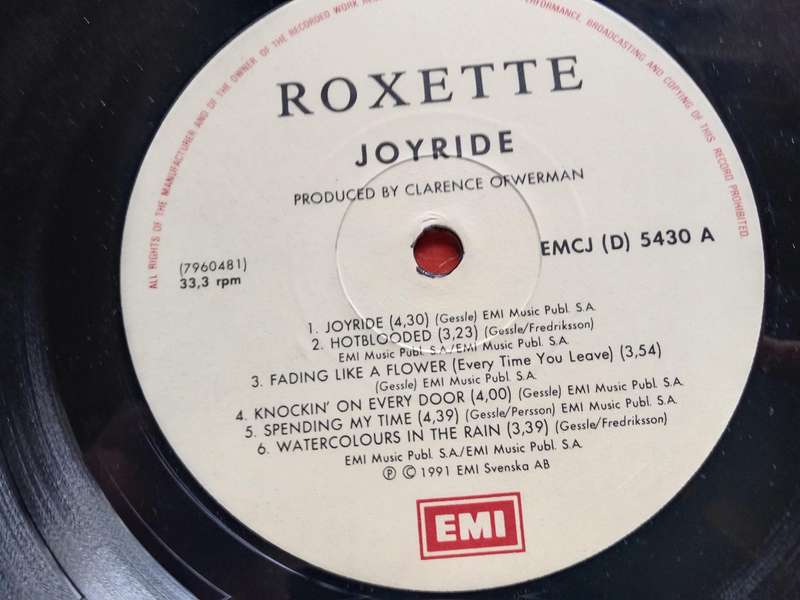 ALL RIGHTS OF THE MANUFACTURER AND OF THE OWNER OF THE RECORDED WORK
PERFORMANCE, BROADCASTING AND COPYING OF THIS RECORD PROHIBITED.
ROXETTE
JOYRIDE
PRODUCED BY CLARENCE OFWERMAN
EMCJ (D) 5430 A
(7960481)
33,3 rpm
1. JOYRIDE (4,30) (Gessle) EMI Music Publ. S.A.
2. HOTBLOODED (3,23) (Gessle/Fredriksson)
EMI Music Publ. S.A/EMI Music Publ. S.A.
3. FADING LIKE A FLOWER (Every Time You Leave) (3,54)
(Gessle) EMI Music Publ. S.A.
4. KNOCKIN' ON EVERY DOOR (4,00) (Gessle) EMI Music Publ. S.A.
5. SPENDING MY TIME (4,39) (Gessle/Persson) EMI Music Publ. S.A.
6. WATERCOLOURS IN THE RAIN (3,39) (Gessle/Fredriksson)
EMI Music Publ. S.A/EMI Music Publ. S.A.
Ⓟ © 1991 EMI Svenska AB
EMI